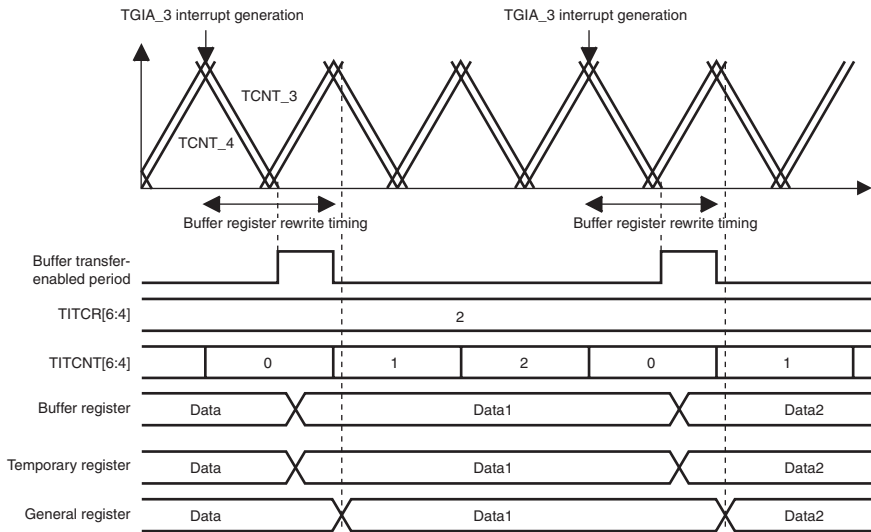 TGIA_3 interrupt generation TGIA_3 interrupt generation
TCNT_3
TCNT_4
Buffer register rewrite timing Buffer register rewrite timing
Buffer transfer-
enabled period
TITCR[6:4] 2
TITCNT[6:4] 0 1 2 0 1
Buffer register Data Data1 Data2
Temporary register Data Data1 Data2
General register Data Data1 Data2